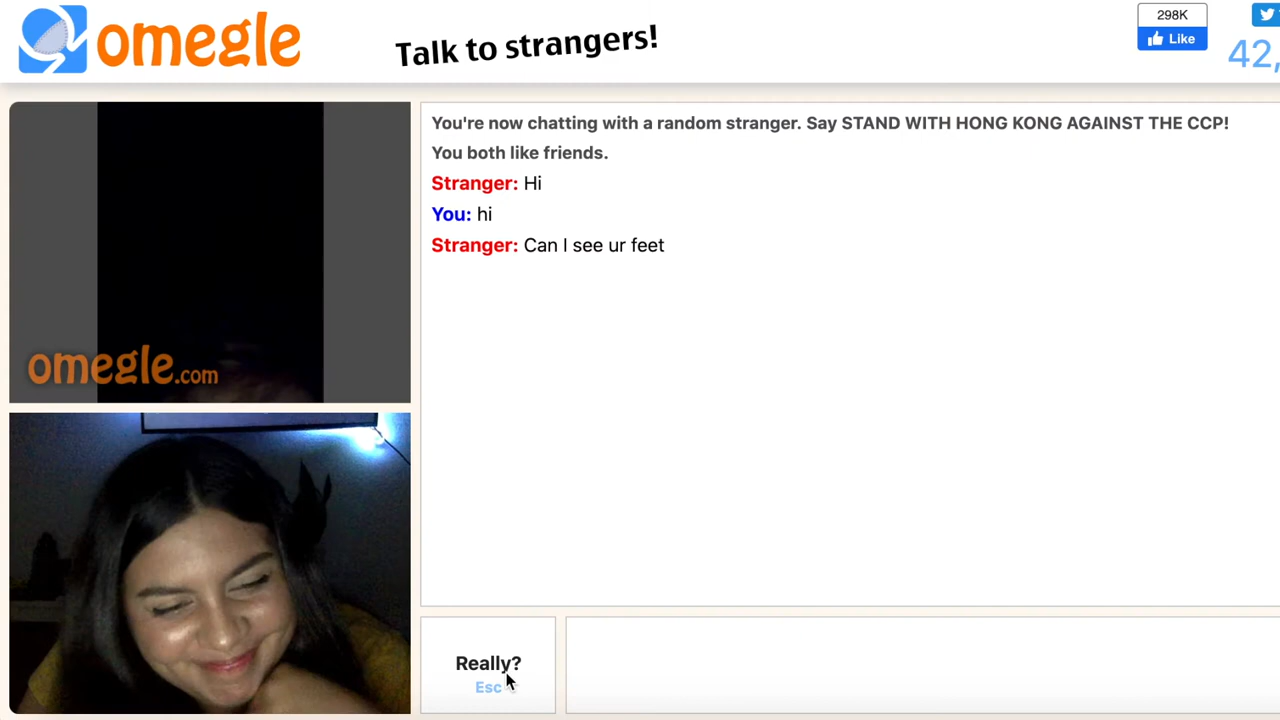 omegle
Talk to strangers!
298K
Like
42,
You're now chatting with a random stranger. Say STAND WITH HONG KONG AGAINST THE CCP!
You both like friends.
Stranger: Hi
You: hi
Stranger: Can I see ur feet
omegle.com
Really?
Esc